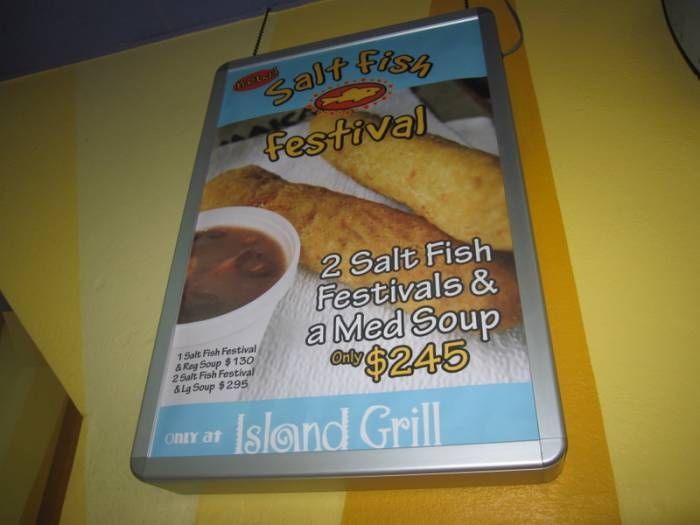 Salt Fish
Festival
2 Salt Fish
Festivals &
a Med Soup
Only $245
1 Salt Fish Festival
& Reg Soup $130
2 Salt Fish Festival
& Lg Soup $295
ONLY at Island Grill